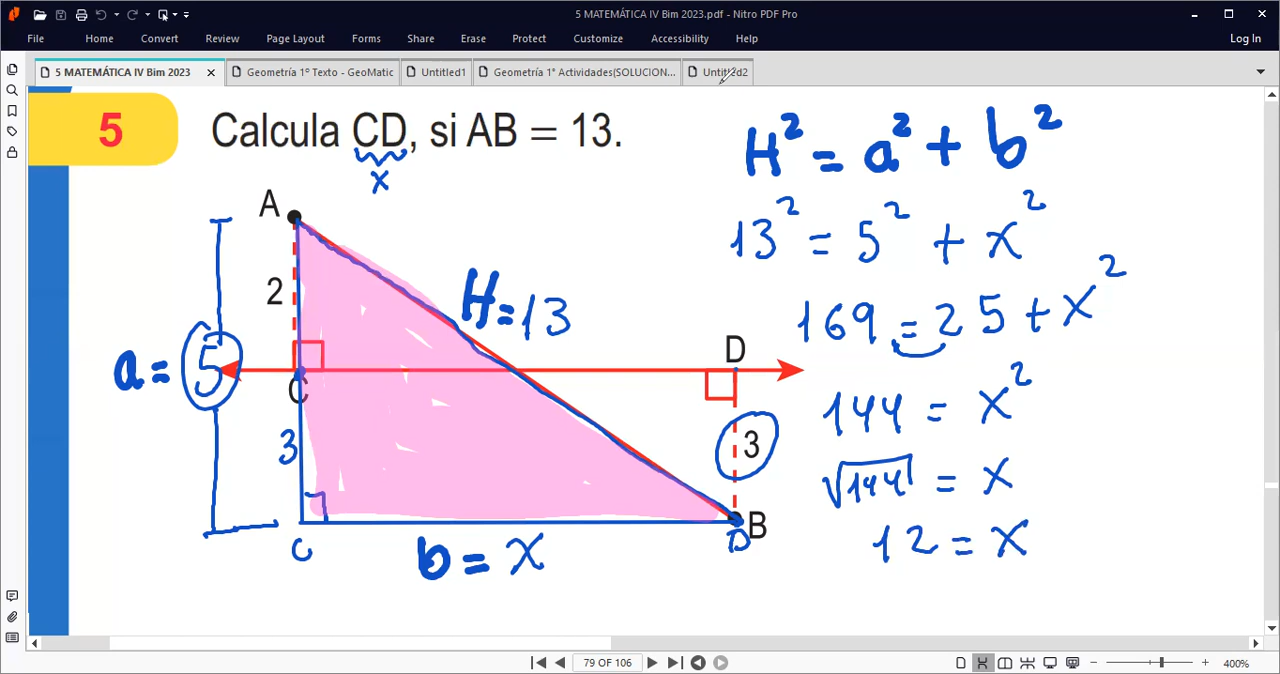 5 MATEMÁTICA IV Bim 2023.pdf - Nitro PDF Pro
File Home Convert Review Page Layout Forms Share Erase Protect Customize Accessibility Help Log In
5 MATEMÁTICA IV Bim 2023 × Geometría 1º Texto - GeoMatic Untitled1 Geometría 1° Actividades(SOLUCION... Untitled2
5 Calcula CD, si AB = 13.
x
A
2
H = 13
a = 5
C
D
3
3
B
C
D
b = x
H² = a² + b²
13² = 5² + x²
169 = 25 + x²
144 = x²
√144 = x
12 = x
79 OF 106
400%